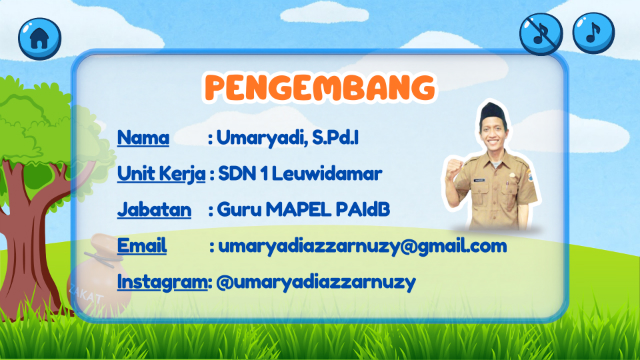 PENGEMBANG
Nama : Umaryadi, S.Pd.I
Unit Kerja : SDN 1 Leuwidamar
Jabatan : Guru MAPEL PAIdB
Email : umaryadiazzarnuzy@gmail.com
Instagram: @umaryadiazzarnuzy
ZAKAT